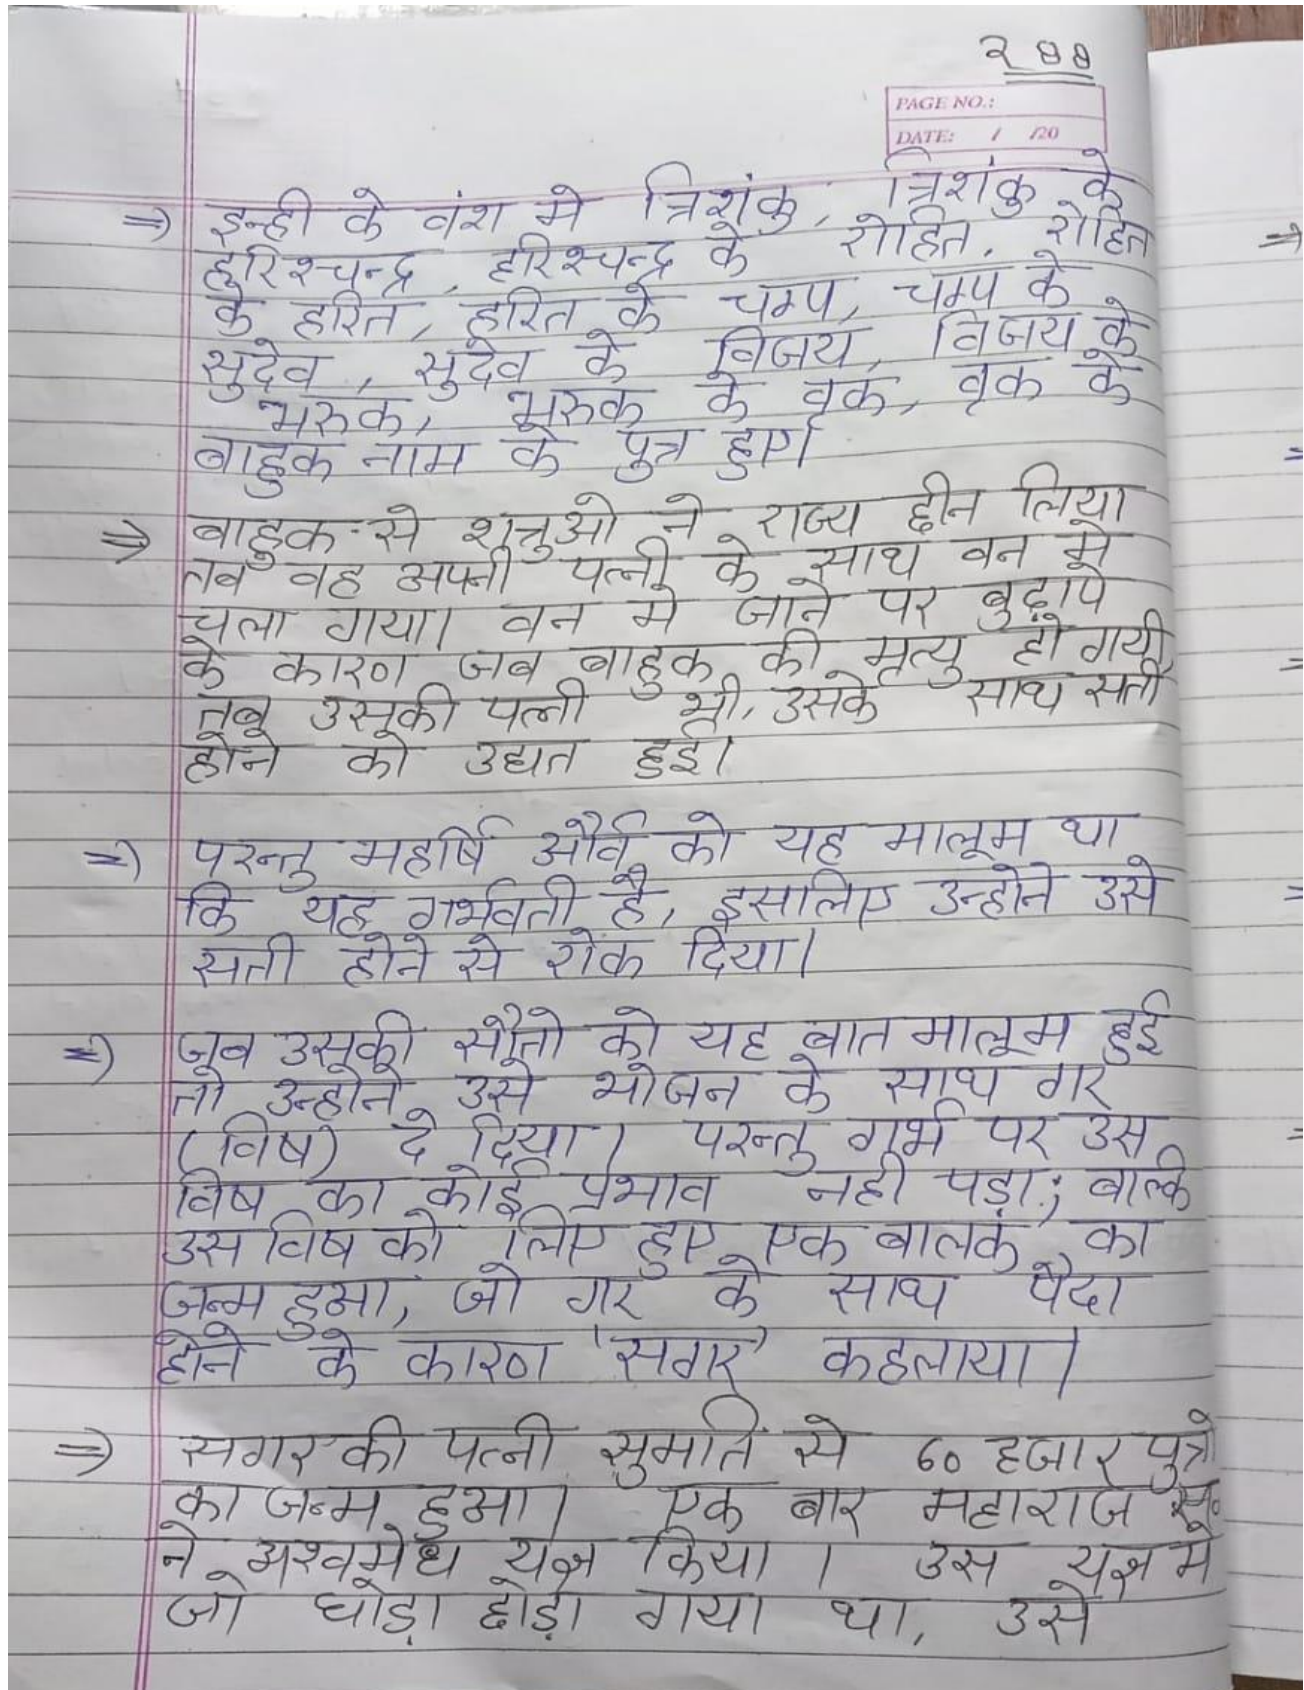 २४४
PAGE NO.:
DATE: / /20
⇒ इन्ही के वंश मे त्रिशंकु, त्रिशंकु के
हरिश्चन्द्र, हरिश्चन्द्र के रोहित, रोहित
के हरित, हरित के चम्प, चम्प के
सुदेव, सुदेव के विजय, विजय के
भरुक, भरुक के वृक, वृक के
बाहुक नाम के पुत्र हुए।
⇒ बाहुक से शत्रुओ ने राज्य छीन लिया
तब वह अपनी पत्नी के साथ वन मे
चला गया। वन मे जाने पर बुढ़ापे
के कारण जब बाहुक की मृत्यु हो गयी,
तब उसकी पत्नी भी, उसके साथ सती
होने को उद्यत हुई।
⇒ परन्तु महर्षि और्व को यह मालूम था
कि यह गर्भवती है, इसलिए उन्होने उसे
सती होने से रोक दिया।
⇒ जब उसकी सौतो को यह बात मालूम हुई
तो उन्होने उसे भोजन के साथ गर
(विष) दे दिया। परन्तु गर्भ पर उस
विष का कोई प्रभाव नही पड़ा; बल्कि
उस विष को लिए हुए एक बालक का
जन्म हुआ, जो गर के साथ पैदा
होने के कारण 'सगर' कहलाया।
⇒ सगर की पत्नी सुमति से 60 हजार पुत्रो
का जन्म हुआ। एक बार महाराज
ने अश्वमेध यज्ञ किया। उस यज्ञ मे
जो घोड़ा छोड़ा गया था, उसे